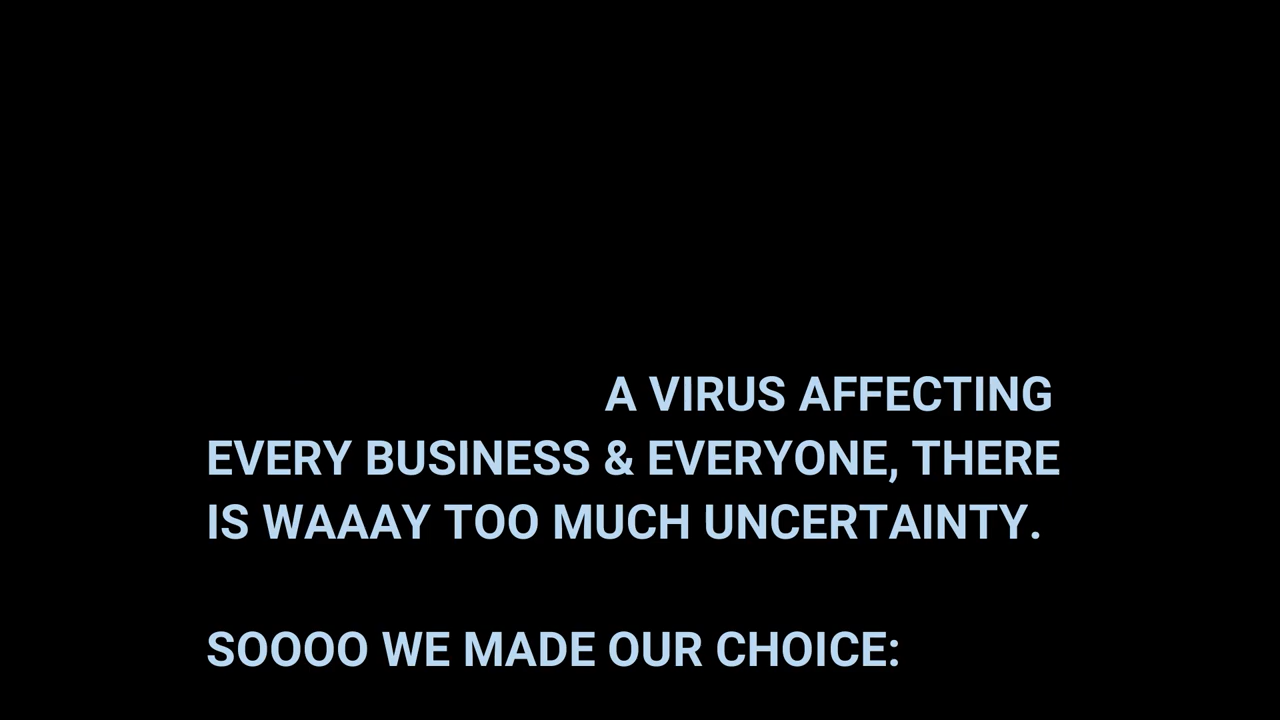 A VIRUS AFFECTING
EVERY BUSINESS & EVERYONE, THERE
IS WAAAY TOO MUCH UNCERTAINTY.
SOOOO WE MADE OUR CHOICE: